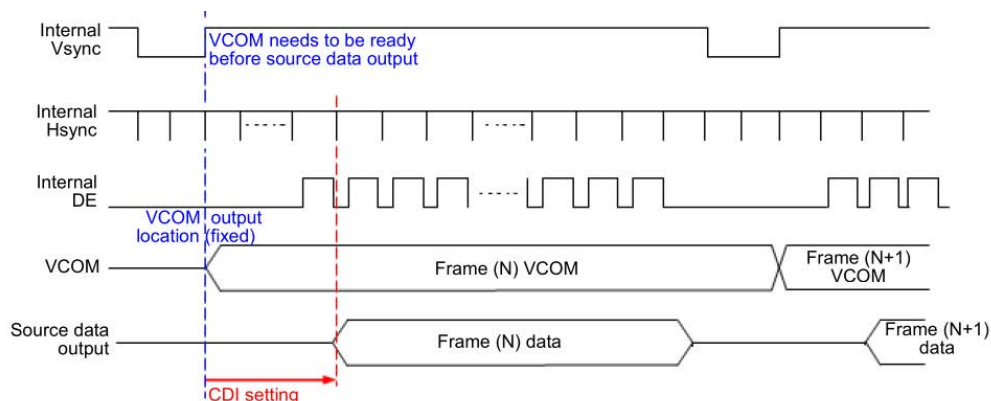 Internal
Vsync
VCOM needs to be ready
before source data output
Internal
Hsync
Internal
DE
VCOM output
location (fixed)
VCOM
Frame (N) VCOM
Frame (N+1)
VCOM
Source data
output
Frame (N) data
Frame (N+1)
data
CDI setting